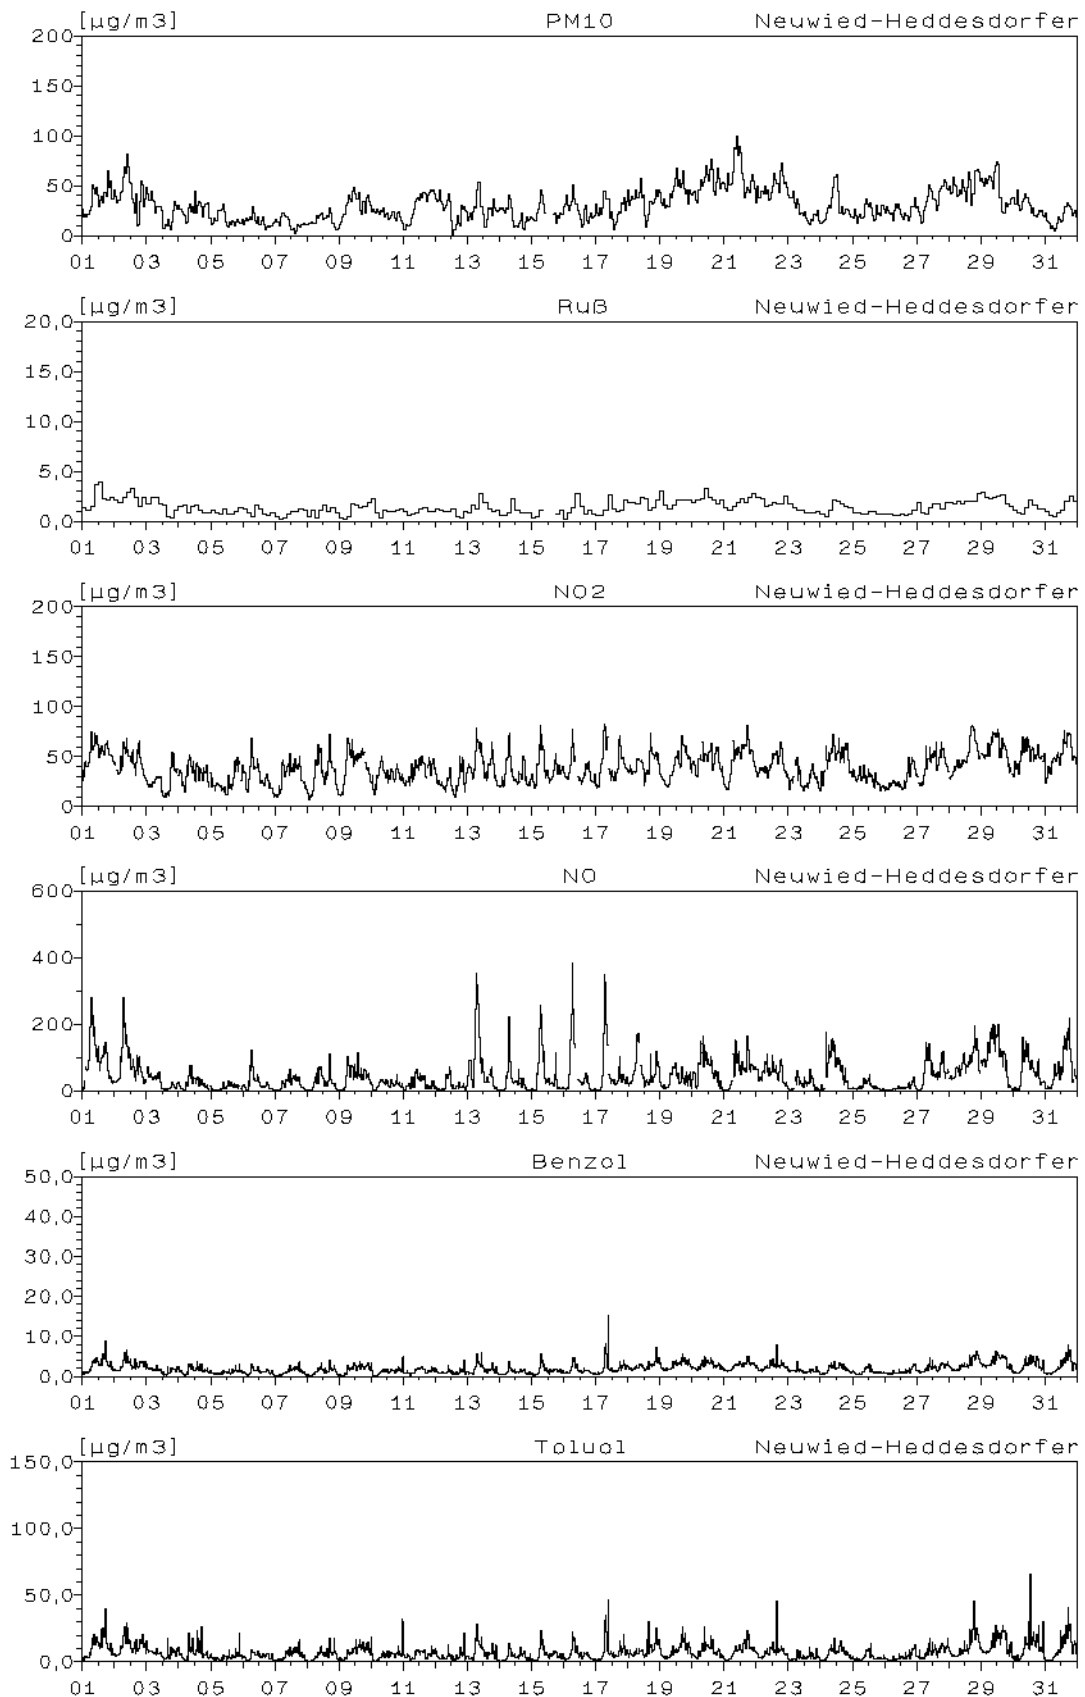 [µg/m3] PM10 Neuwied-Heddesdorfer
200
150
100
50
0
01 03 05 07 09 11 13 15 17 19 21 23 25 27 29 31
[µg/m3] Ruß Neuwied-Heddesdorfer
20,0
15,0
10,0
5,0
0,0
01 03 05 07 09 11 13 15 17 19 21 23 25 27 29 31
[µg/m3] NO2 Neuwied-Heddesdorfer
200
150
100
50
0
01 03 05 07 09 11 13 15 17 19 21 23 25 27 29 31
[µg/m3] NO Neuwied-Heddesdorfer
600
400
200
0
01 03 05 07 09 11 13 15 17 19 21 23 25 27 29 31
[µg/m3] Benzol Neuwied-Heddesdorfer
50,0
40,0
30,0
20,0
10,0
0,0
01 03 05 07 09 11 13 15 17 19 21 23 25 27 29 31
[µg/m3] Toluol Neuwied-Heddesdorfer
150,0
100,0
50,0
0,0
01 03 05 07 09 11 13 15 17 19 21 23 25 27 29 31